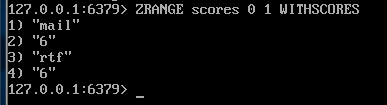 127.0.0.1:6379> ZRANGE scores 0 1 WITHSCORES
1) "mail"
2) "6"
3) "rtf"
4) "6"
127.0.0.1:6379> _